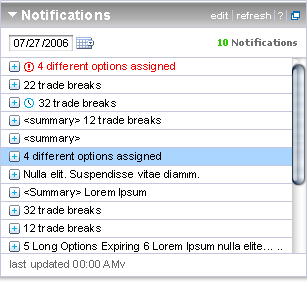 Notifications edit | refresh | ? |
07/27/2006 10 Notifications
4 different options assigned
22 trade breaks
32 trade breaks
<summary> 12 trade breaks
<summary>
4 different options assigned
Nulla elit. Suspendisse vitae diamm.
<Summary> Lorem Ipsum
32 trade breaks
12 trade breaks
5 Long Options Expiring 6 Lorem Ipsum nulla elite... ..
last updated 00:00 AMv